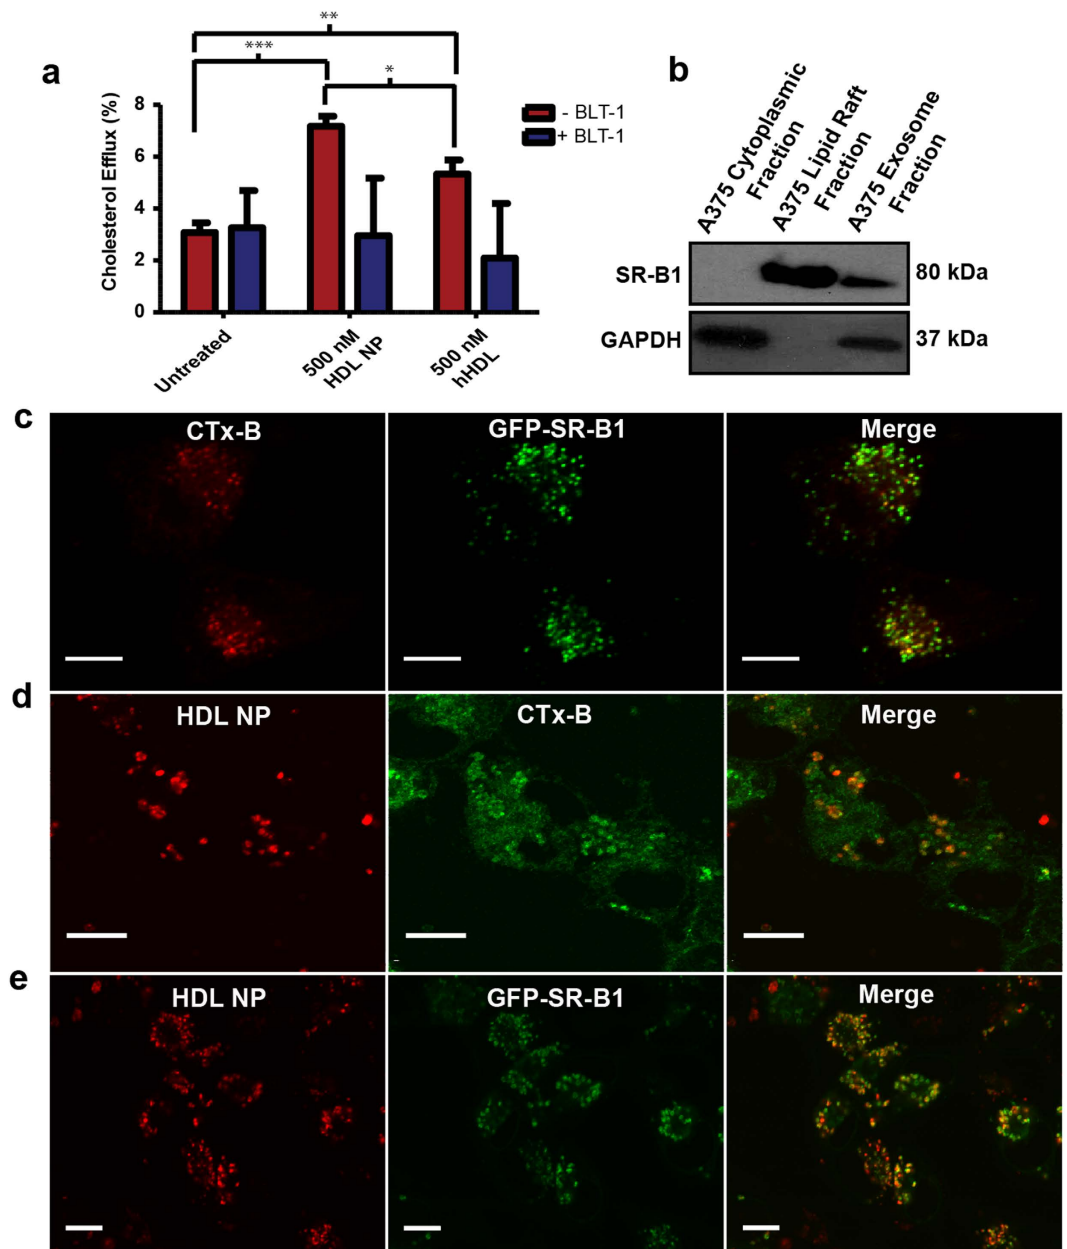 a
**
***
*
Cholesterol Efflux (%)
8
6
4
2
0
- BLT-1
+ BLT-1
Untreated
500 nM
HDL NP
500 nM
hHDL
b
A375 Cytoplasmic
Fraction
A375 Lipid Raft
Fraction
A375 Exosome
Fraction
SR-B1
80 kDa
GAPDH
37 kDa
c
CTx-B
GFP-SR-B1
Merge
d
HDL NP
CTx-B
Merge
e
HDL NP
GFP-SR-B1
Merge